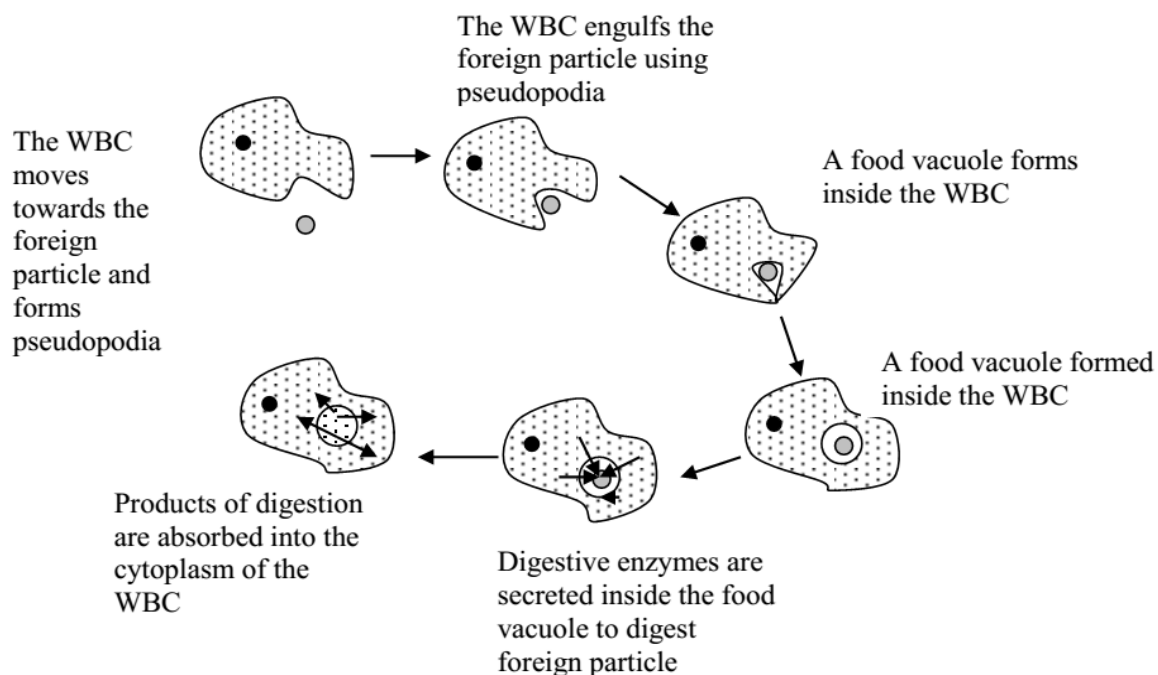 The WBC
moves
towards the
foreign
particle and
forms
pseudopodia
The WBC engulfs the
foreign particle using
pseudopodia
A food vacuole forms
inside the WBC
A food vacuole formed
inside the WBC
Digestive enzymes are
secreted inside the food
vacuole to digest
foreign particle
Products of digestion
are absorbed into the
cytoplasm of the
WBC